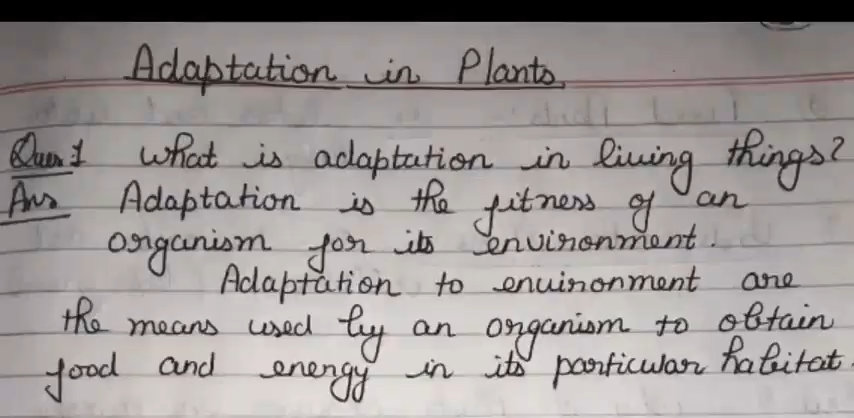 Adaptation in Plants
Ques 1 What is adaptation in living things?
Ans Adaptation is the fitness of an
organism for its environment.
Adaptation to environment are
the means used by an organism to obtain
food and energy in its particular habitat.